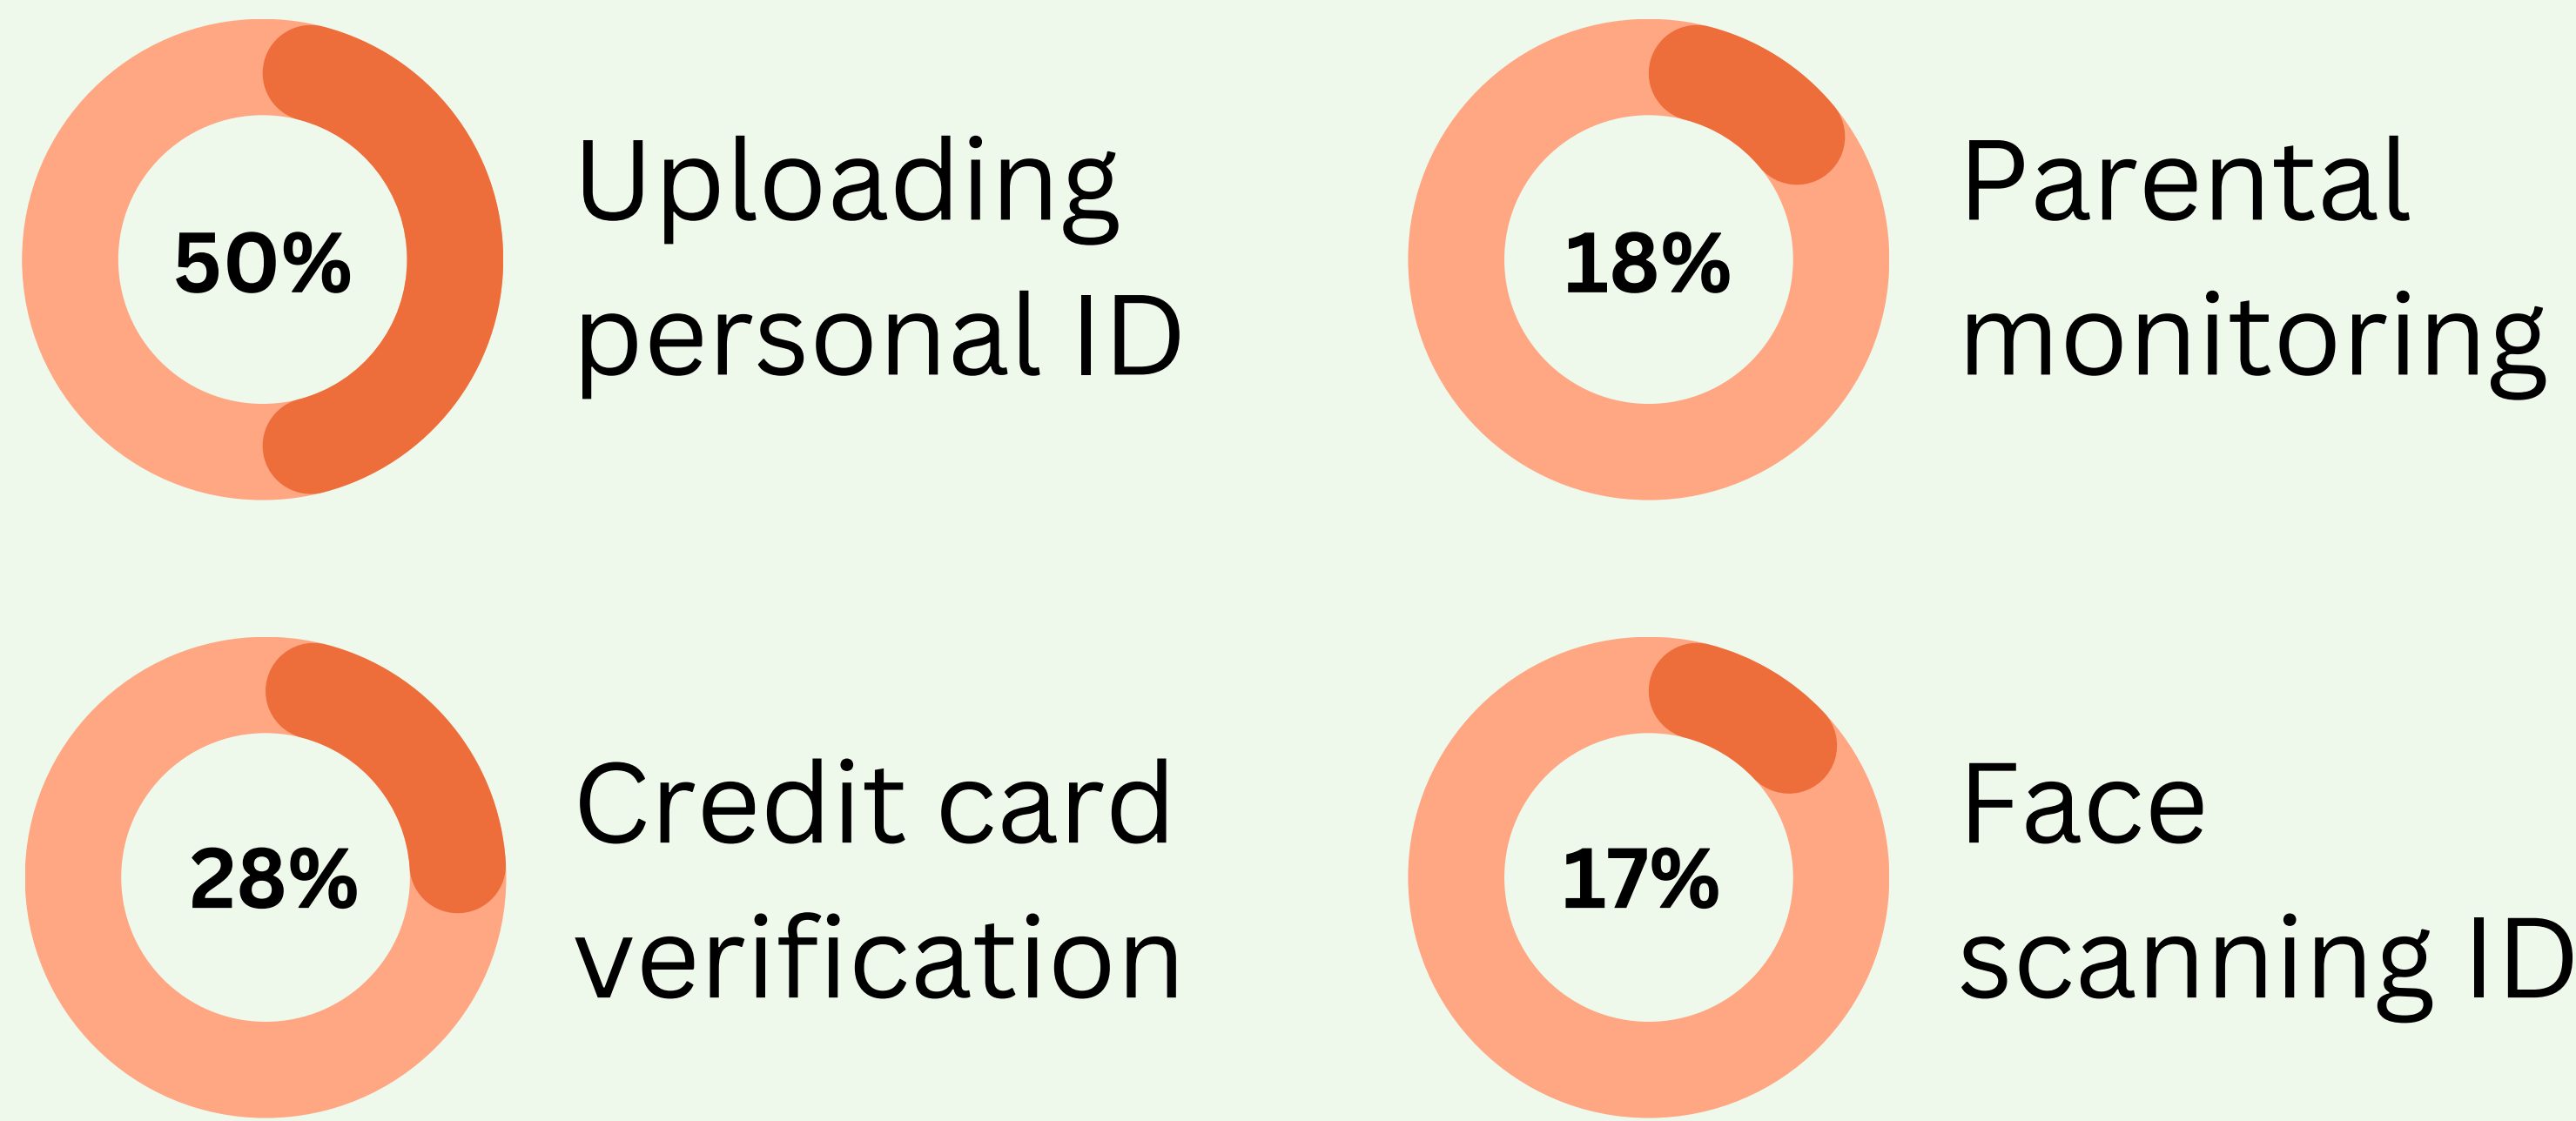 50%
Uploading
personal ID
18%
Parental
monitoring
28%
Credit card
verification
17%
Face
scanning ID